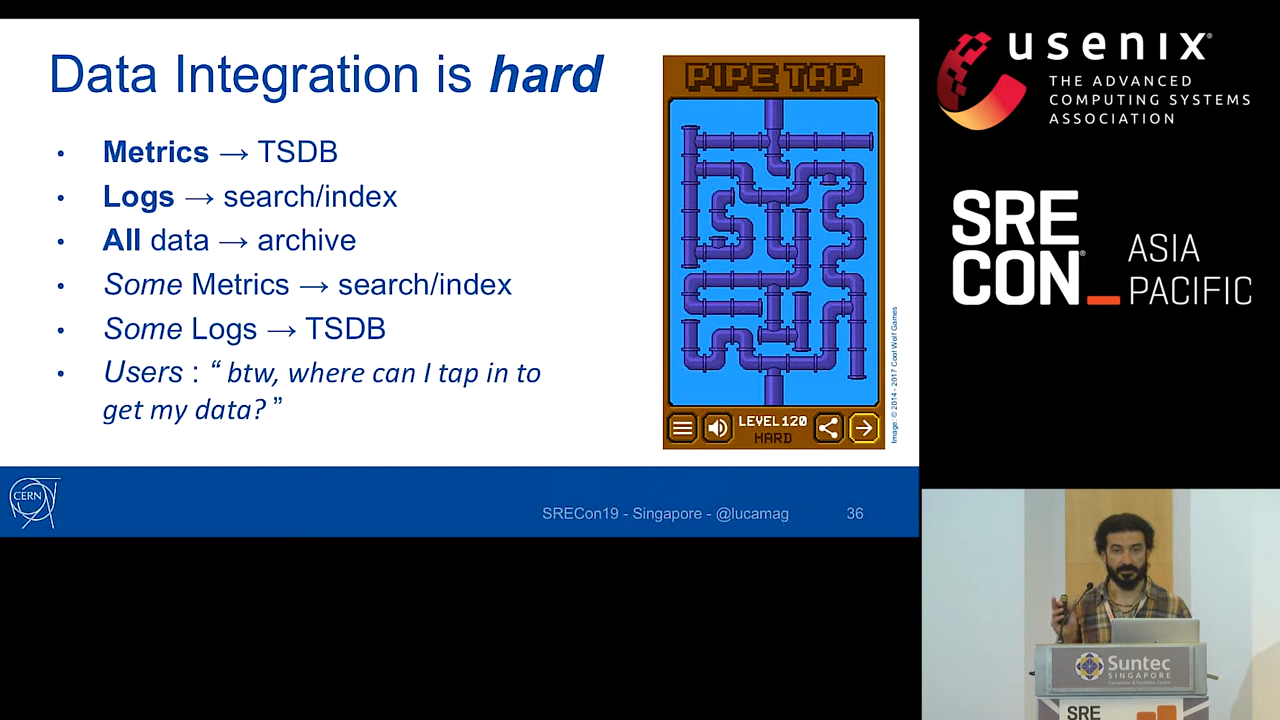 Data Integration is hard
• Metrics → TSDB
• Logs → search/index
• All data → archive
• Some Metrics → search/index
• Some Logs → TSDB
• Users : “ btw, where can I tap in to
get my data? ”
PIPE TAP
LEVEL 120
HARD
Image: © 2014 - 2017 Cool Wolf Games
CERN
SRECon19 - Singapore - @lucamag
36
usenix®
THE ADVANCED
COMPUTING SYSTEMS
ASSOCIATION
SRE
CON®_
ASIA
PACIFIC
Suntec
SINGAPORE
SRE